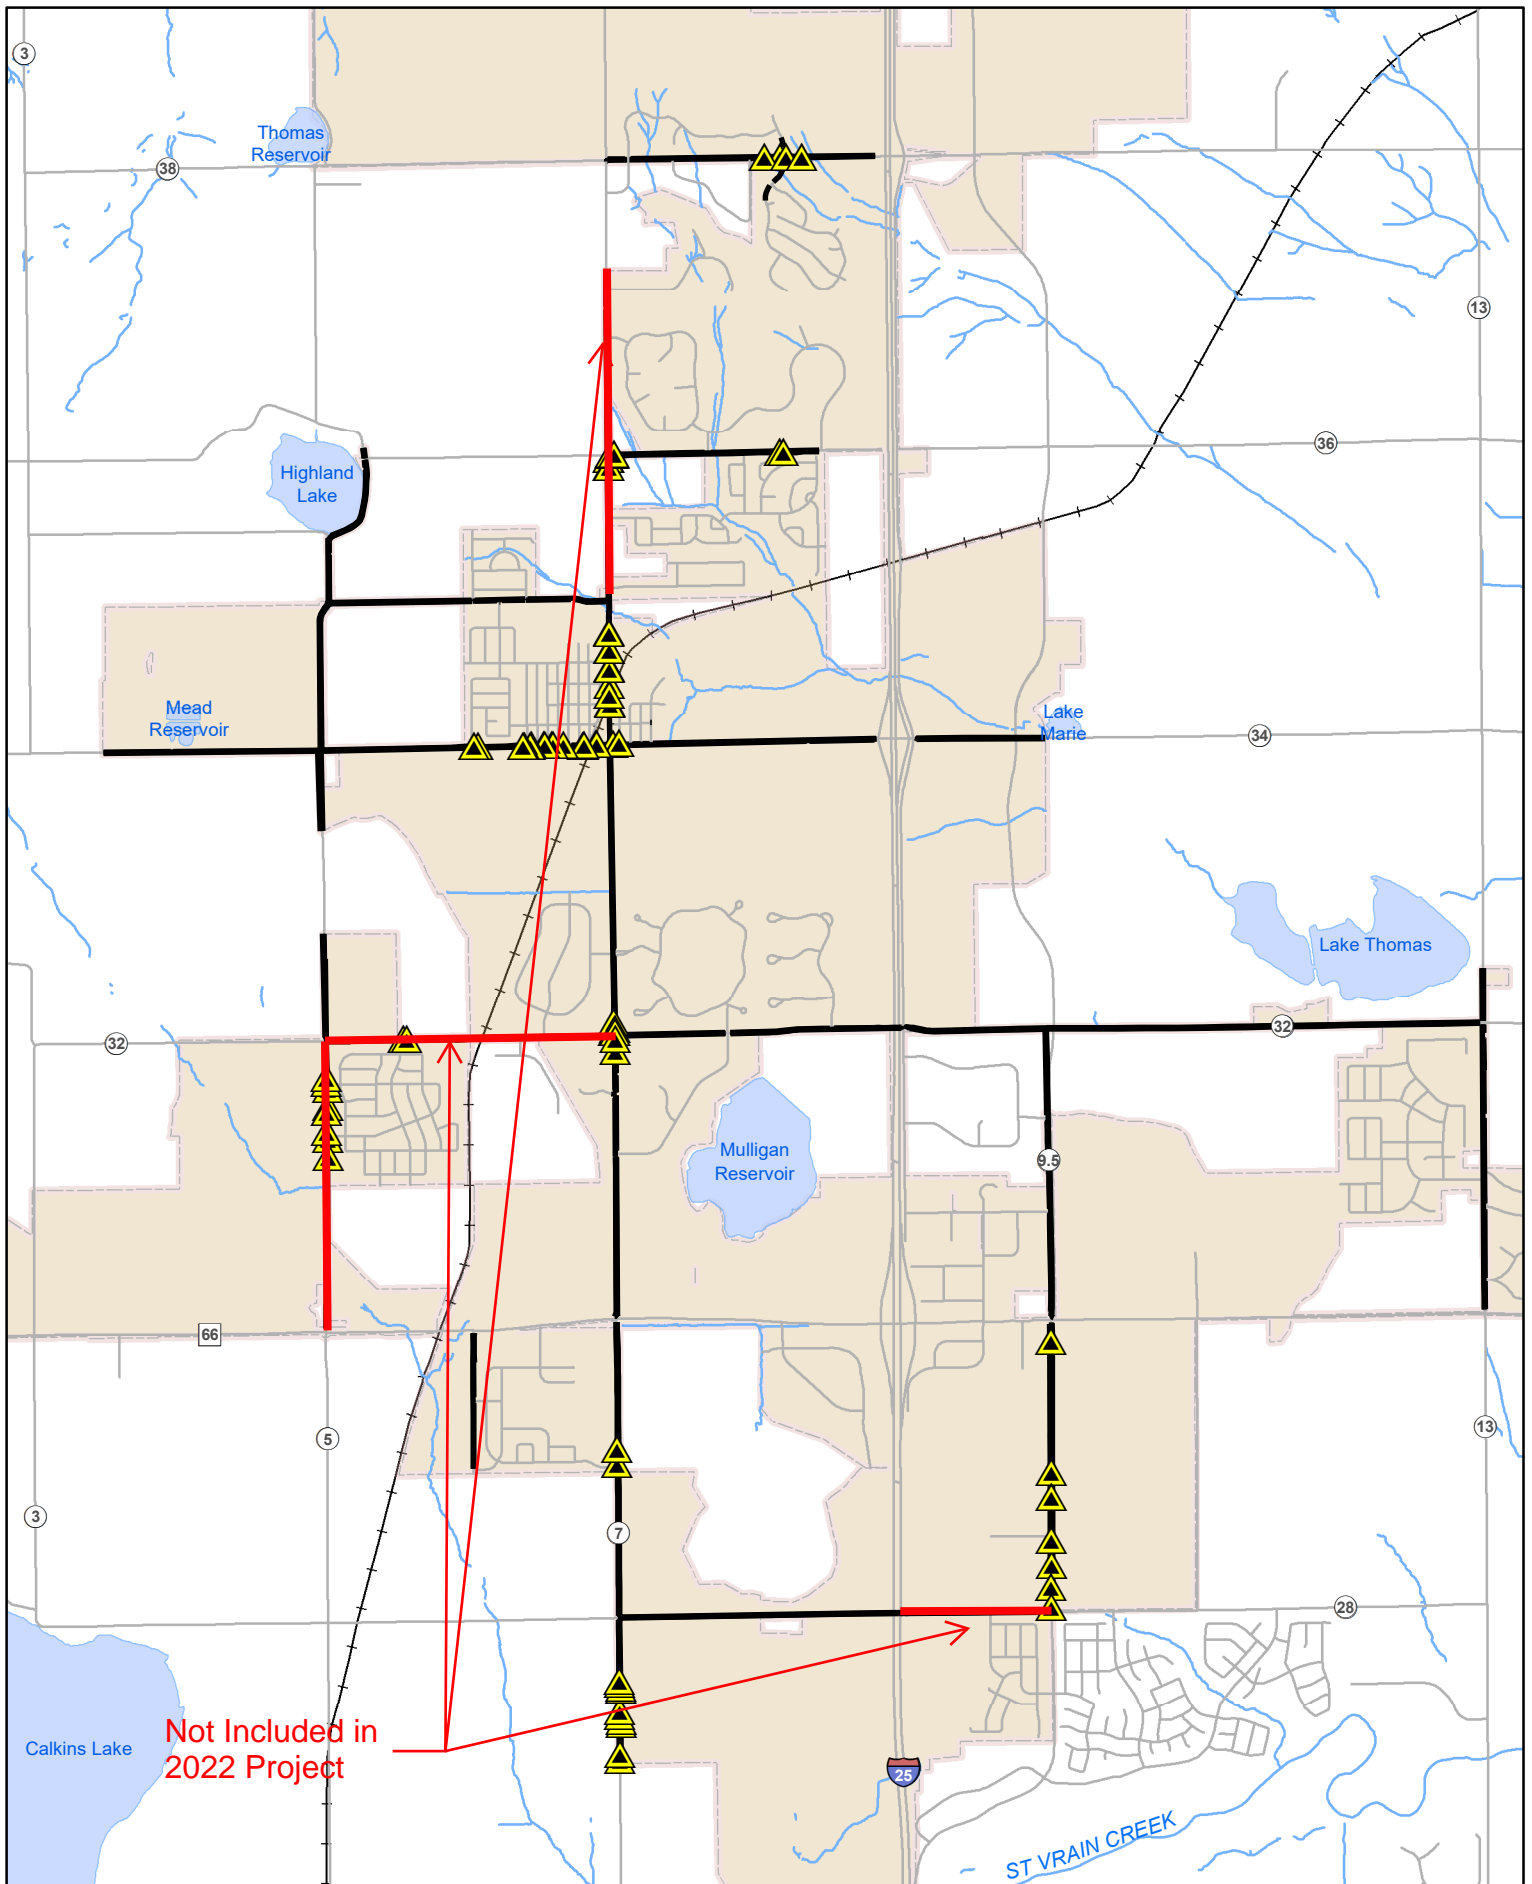 3
Thomas
Reservoir
38
13
36
Highland
Lake
Mead
Reservoir
Lake
Marie
34
Lake Thomas
32
32
Mulligan
Reservoir
9.5
66
5
13
3
7
28
Not Included in
2022 Project
Calkins Lake
25
ST VRAIN CREEK